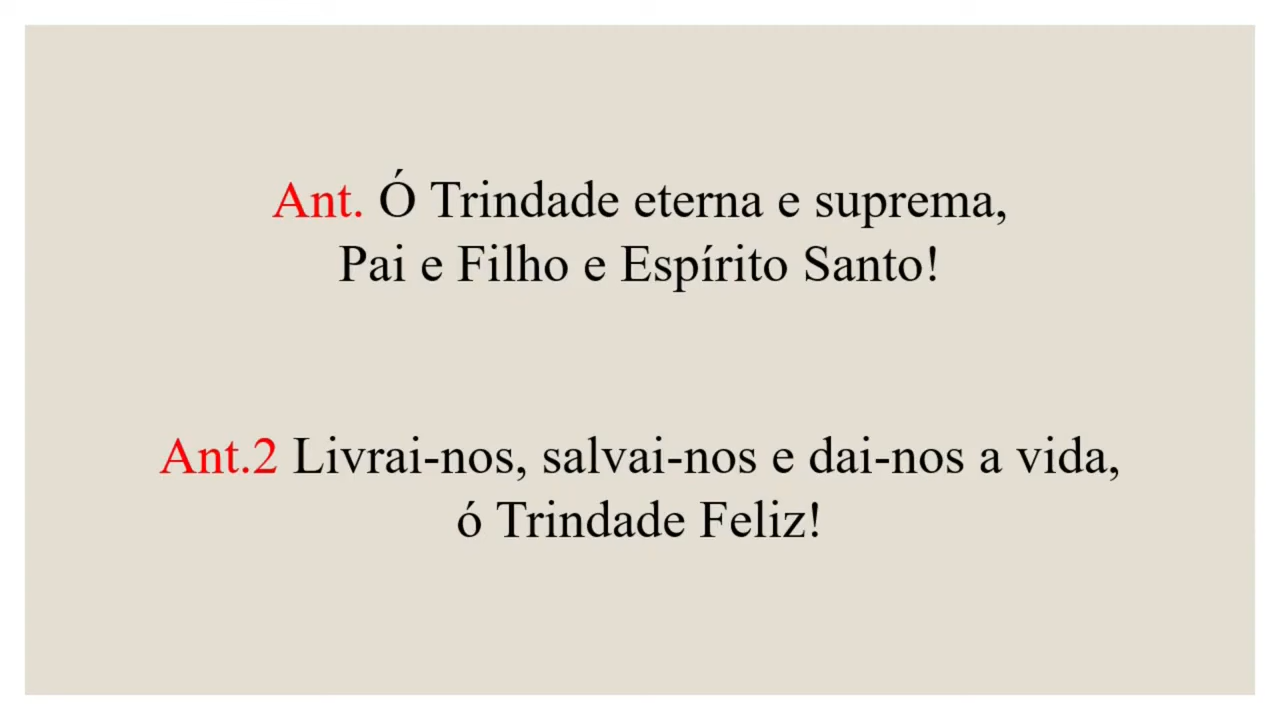 Ant. Ó Trindade eterna e suprema,
Pai e Filho e Espírito Santo!
Ant.2 Livrai-nos, salvai-nos e dai-nos a vida,
ó Trindade Feliz!